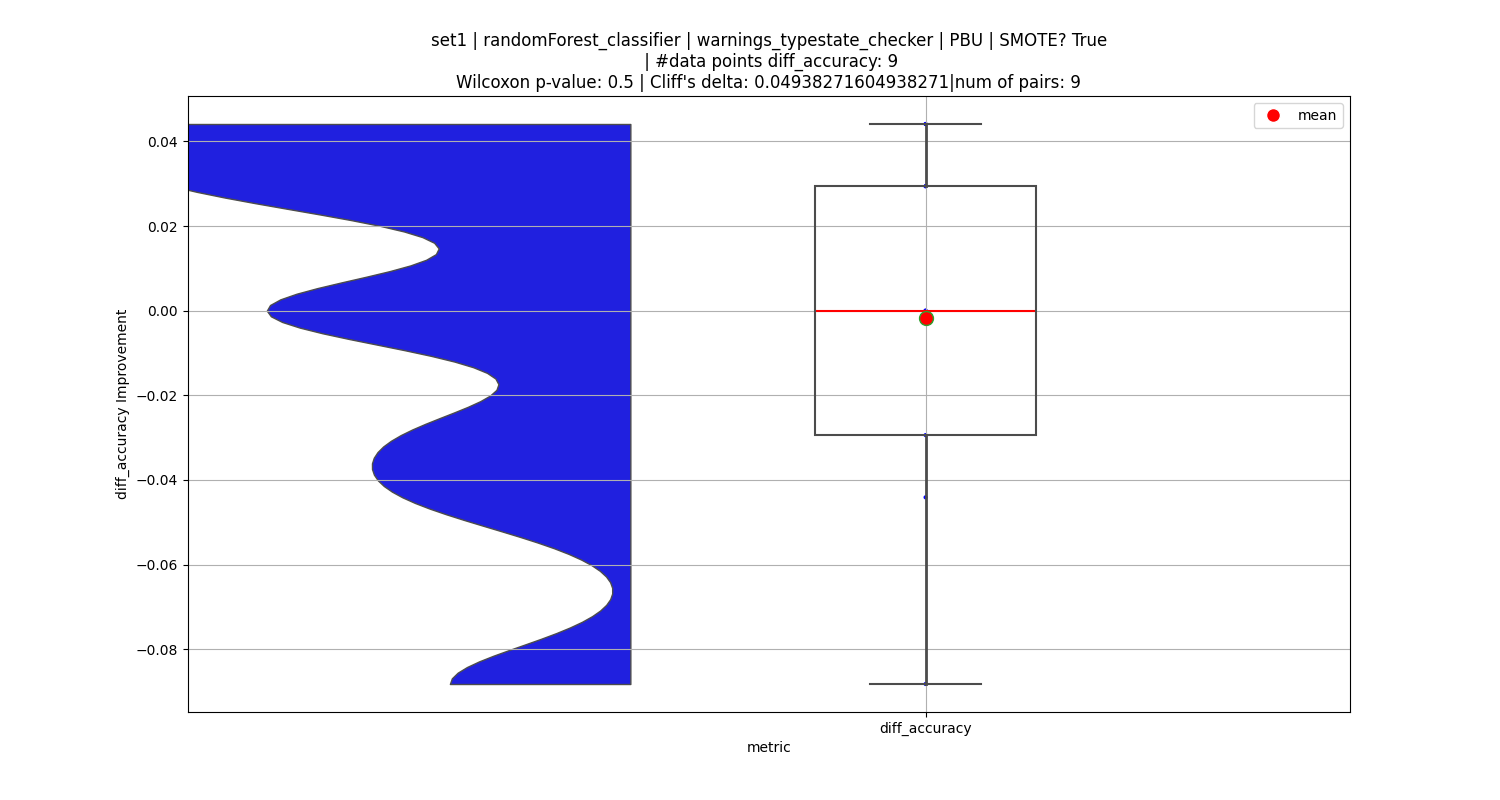 set1 | randomForest_classifier | warnings_typestate_checker | PBU | SMOTE? True
| #data points diff_accuracy: 9
Wilcoxon p-value: 0.5 | Cliff's delta: 0.04938271604938271|num of pairs: 9
mean
0.04
0.02
0.00
−0.02
−0.04
−0.06
−0.08
diff_accuracy Improvement
diff_accuracy
metric